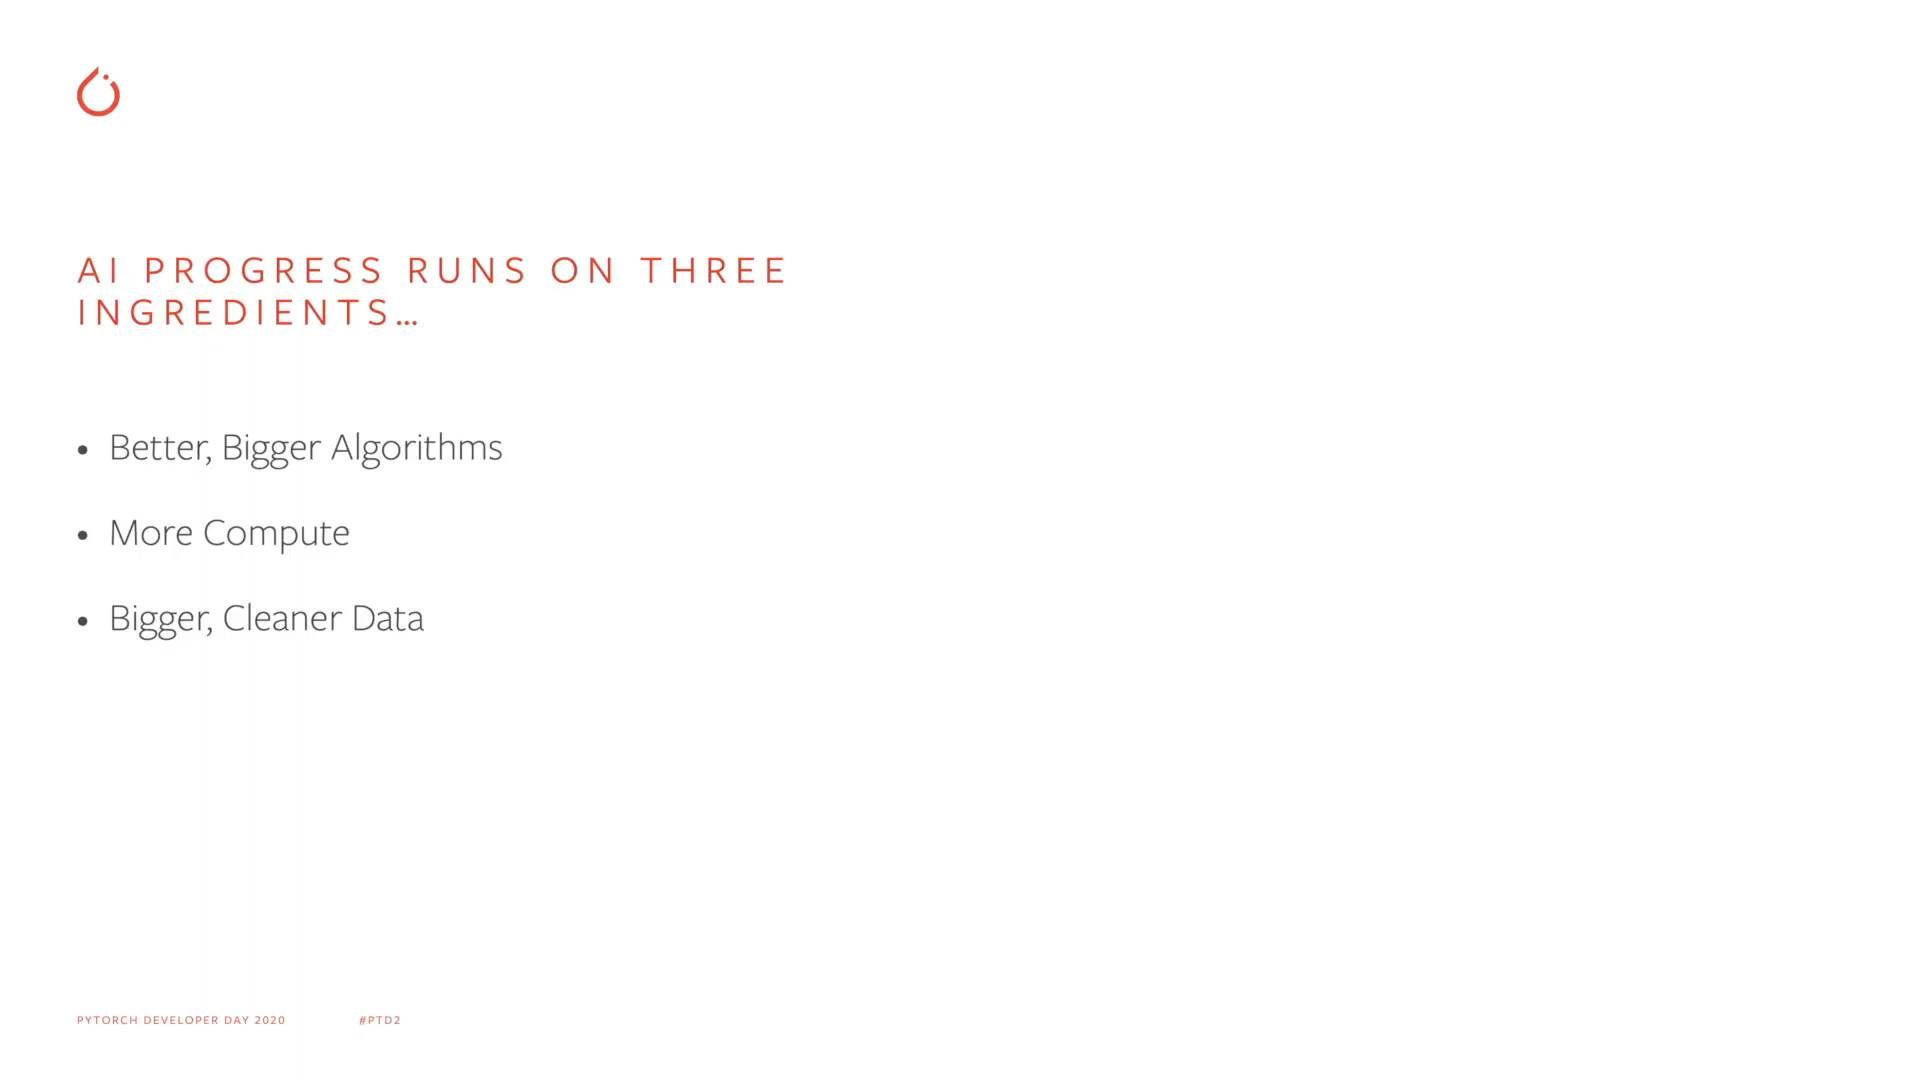 AI PROGRESS RUNS ON THREE
INGREDIENTS…
• Better, Bigger Algorithms
• More Compute
• Bigger, Cleaner Data
PYTORCH DEVELOPER DAY 2020 #PTD2